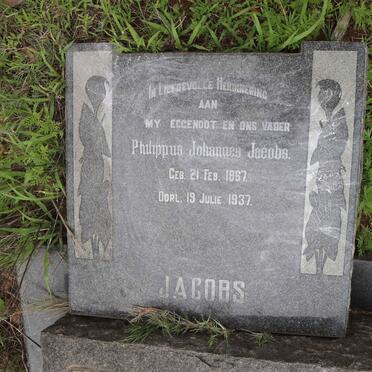 IN LIEFDEVOLLE HERINNERING
AAN
MY EGGENOOT EN ONS VADER
Philippus Johannes Jacobs.
GEB. 21 FEB. 1867.
OORL. 19 JULIE 1937.
JACOBS